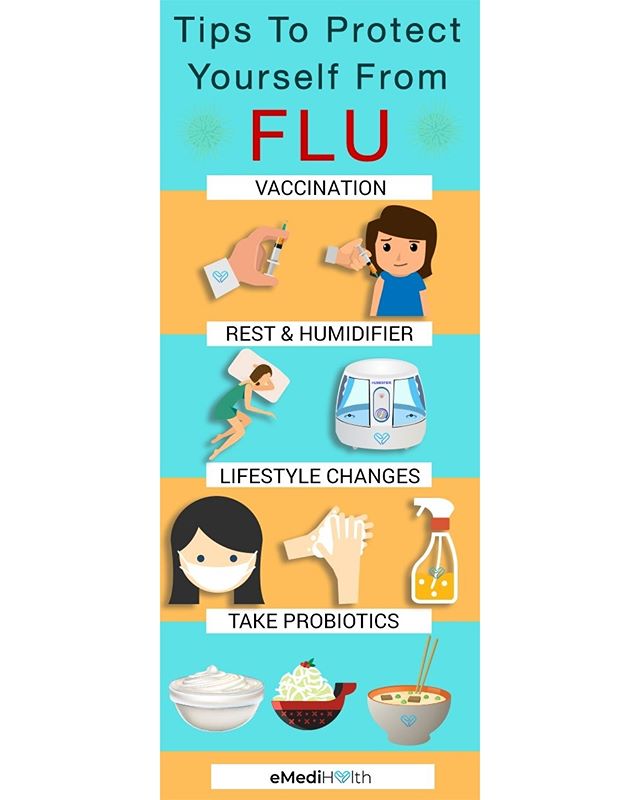 Tips To Protect
Yourself From
FLU
VACCINATION
REST & HUMIDIFIER
HUMIDIFIER
LIFESTYLE CHANGES
TAKE PROBIOTICS
eMediHealth